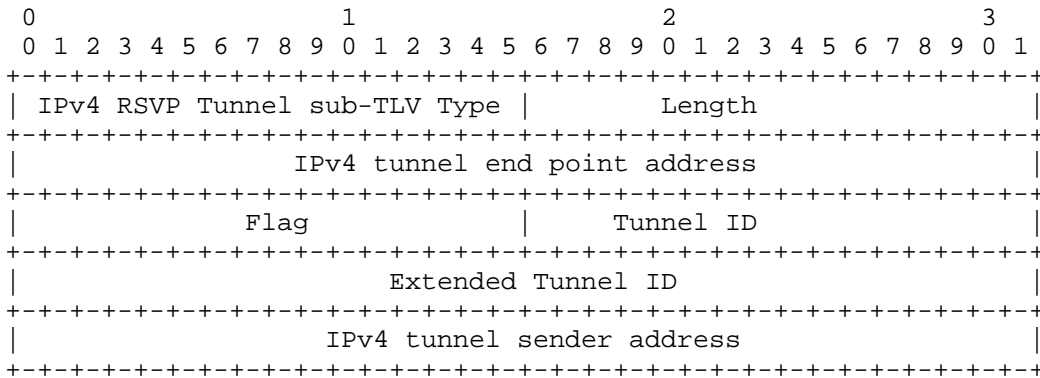 0                   1                   2                   3
 0 1 2 3 4 5 6 7 8 9 0 1 2 3 4 5 6 7 8 9 0 1 2 3 4 5 6 7 8 9 0 1
+-+-+-+-+-+-+-+-+-+-+-+-+-+-+-+-+-+-+-+-+-+-+-+-+-+-+-+-+-+-+-+-+
| IPv4 RSVP Tunnel sub-TLV Type |        Length                 |
+-+-+-+-+-+-+-+-+-+-+-+-+-+-+-+-+-+-+-+-+-+-+-+-+-+-+-+-+-+-+-+-+
|                 IPv4 tunnel end point address                 |
+-+-+-+-+-+-+-+-+-+-+-+-+-+-+-+-+-+-+-+-+-+-+-+-+-+-+-+-+-+-+-+-+
|              Flag             |     Tunnel ID                 |
+-+-+-+-+-+-+-+-+-+-+-+-+-+-+-+-+-+-+-+-+-+-+-+-+-+-+-+-+-+-+-+-+
|                       Extended Tunnel ID                      |
+-+-+-+-+-+-+-+-+-+-+-+-+-+-+-+-+-+-+-+-+-+-+-+-+-+-+-+-+-+-+-+-+
|                   IPv4 tunnel sender address                  |
+-+-+-+-+-+-+-+-+-+-+-+-+-+-+-+-+-+-+-+-+-+-+-+-+-+-+-+-+-+-+-+-+